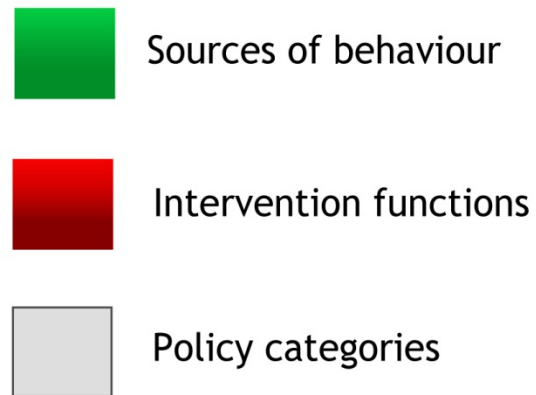 Sources of behaviour
Intervention functions
Policy categories